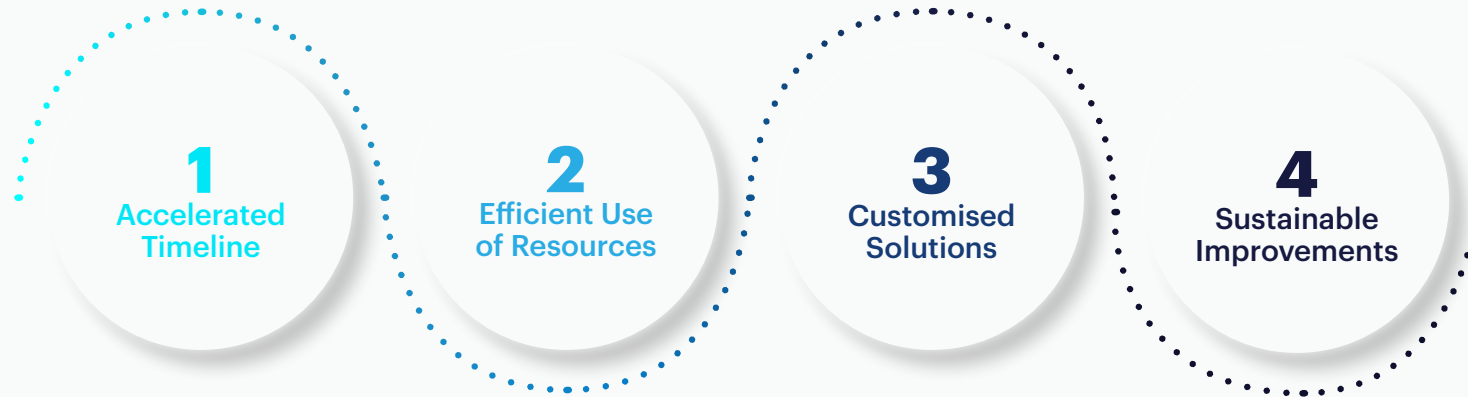 1
Accelerated
Timeline
2
Efficient Use
of Resources
3
Customised
Solutions
4
Sustainable
Improvements